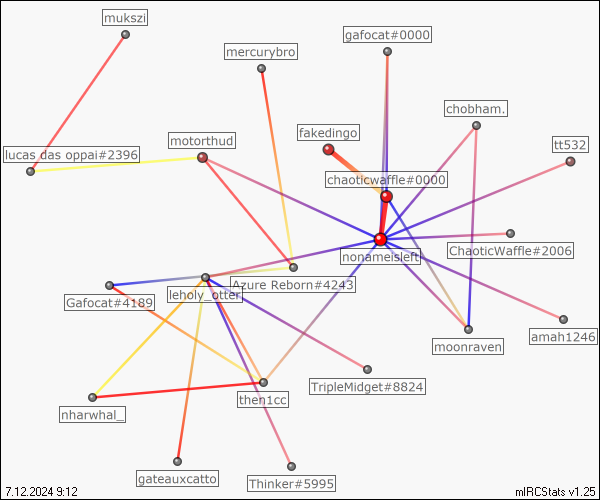 mukszi
gafocat#0000
mercurybro
chobham.
fakedingo
motorthud
tt532
lucas das oppai#2396
chaoticwaffle#0000
ChaoticWaffle#2006
nonameisleft
Azure Reborn#4243
leholy_otter
Gafocat#4189
amah1246
moonraven
TripleMidget#8824
then1cc
nharwhal_
gateauxcatto
Thinker#5995
7.12.2024 9:12
mIRCStats v1.25